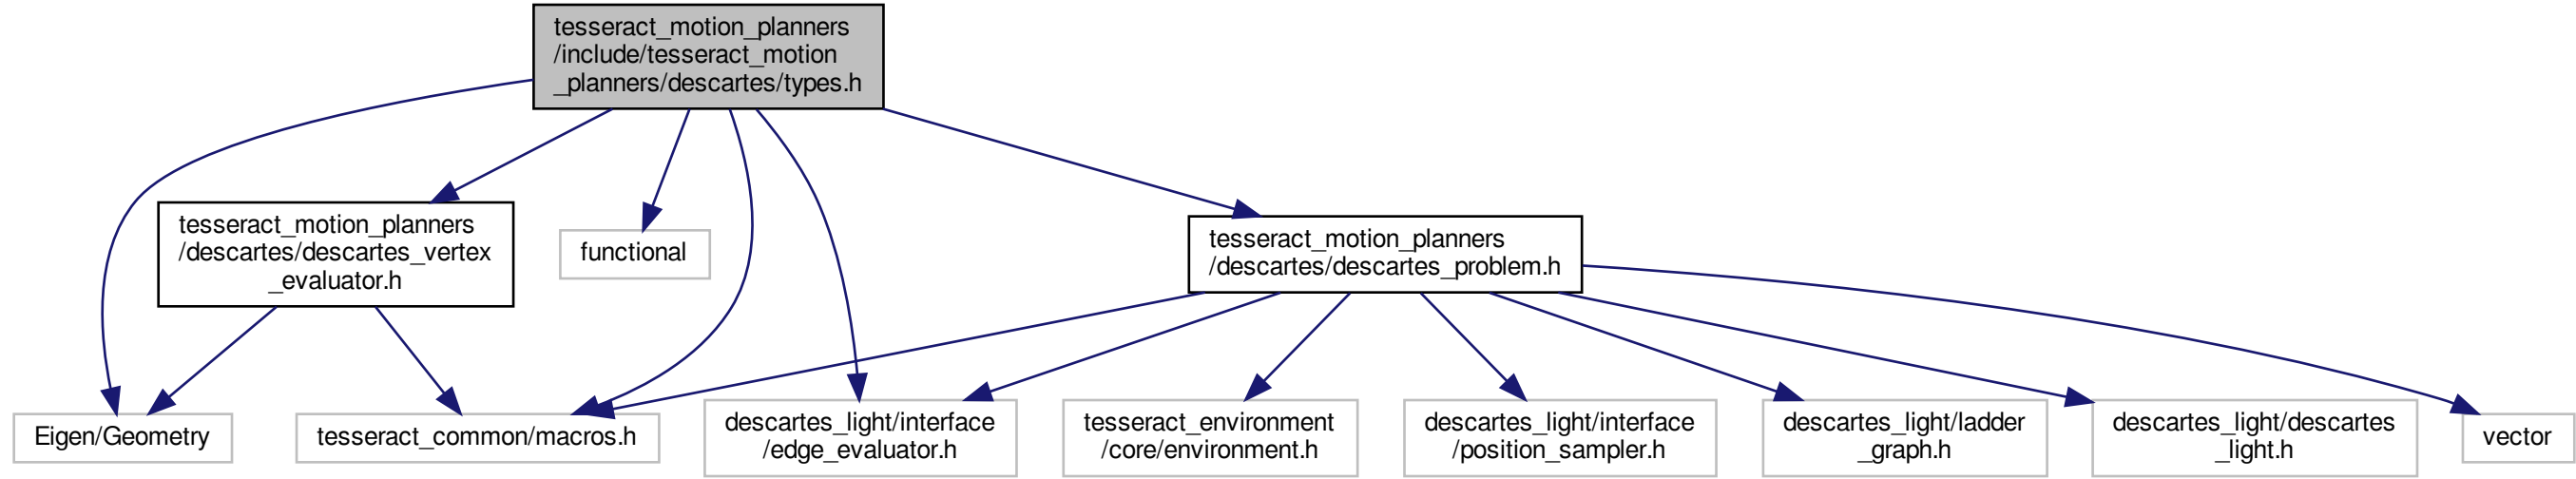 tesseract_motion_planners
/include/tesseract_motion
_planners/descartes/types.h
tesseract_motion_planners
/descartes/descartes_vertex
_evaluator.h
functional
tesseract_motion_planners
/descartes/descartes_problem.h
Eigen/Geometry
tesseract_common/macros.h
descartes_light/interface
/edge_evaluator.h
tesseract_environment
/core/environment.h
descartes_light/interface
/position_sampler.h
descartes_light/ladder
_graph.h
descartes_light/descartes
_light.h
vector